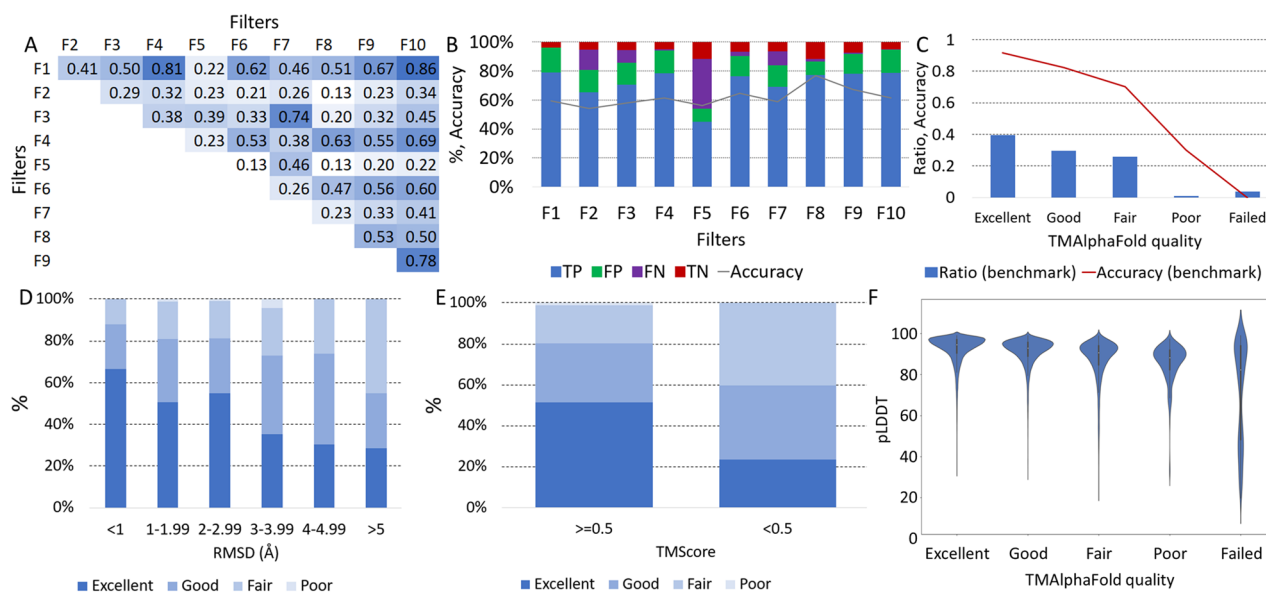 A
Filters
F2 F3 F4 F5 F6 F7 F8 F9 F10
F1 0.41 0.50 0.81 0.22 0.62 0.46 0.51 0.67 0.86
F2 0.29 0.32 0.23 0.21 0.26 0.13 0.23 0.34
F3 0.38 0.39 0.33 0.74 0.20 0.32 0.45
F4 0.23 0.53 0.38 0.63 0.55 0.69
F5 0.13 0.46 0.13 0.20 0.22
F6 0.26 0.47 0.56 0.60
F7 0.23 0.33 0.41
F8 0.53 0.50
F9 0.78
Filters
B
%, Accuracy
100%
80%
60%
40%
20%
0%
F1 F2 F3 F4 F5 F6 F7 F8 F9 F10
Filters
TP FP FN TN Accuracy
C
Ratio, Accuracy
1
0.8
0.6
0.4
0.2
0
Excellent Good Fair Poor Failed
TMAlphaFold quality
Ratio (benchmark) Accuracy (benchmark)
D
%
100%
80%
60%
40%
20%
0%
<1 1-1.99 2-2.99 3-3.99 4-4.99 >5
RMSD (Å)
Excellent Good Fair Poor
E
%
100%
80%
60%
40%
20%
0%
>=0.5 <0.5
TMScore
Excellent Good Fair Poor
F
pLDDT
100
80
60
40
20
0
Excellent Good Fair Poor Failed
TMAlphaFold quality